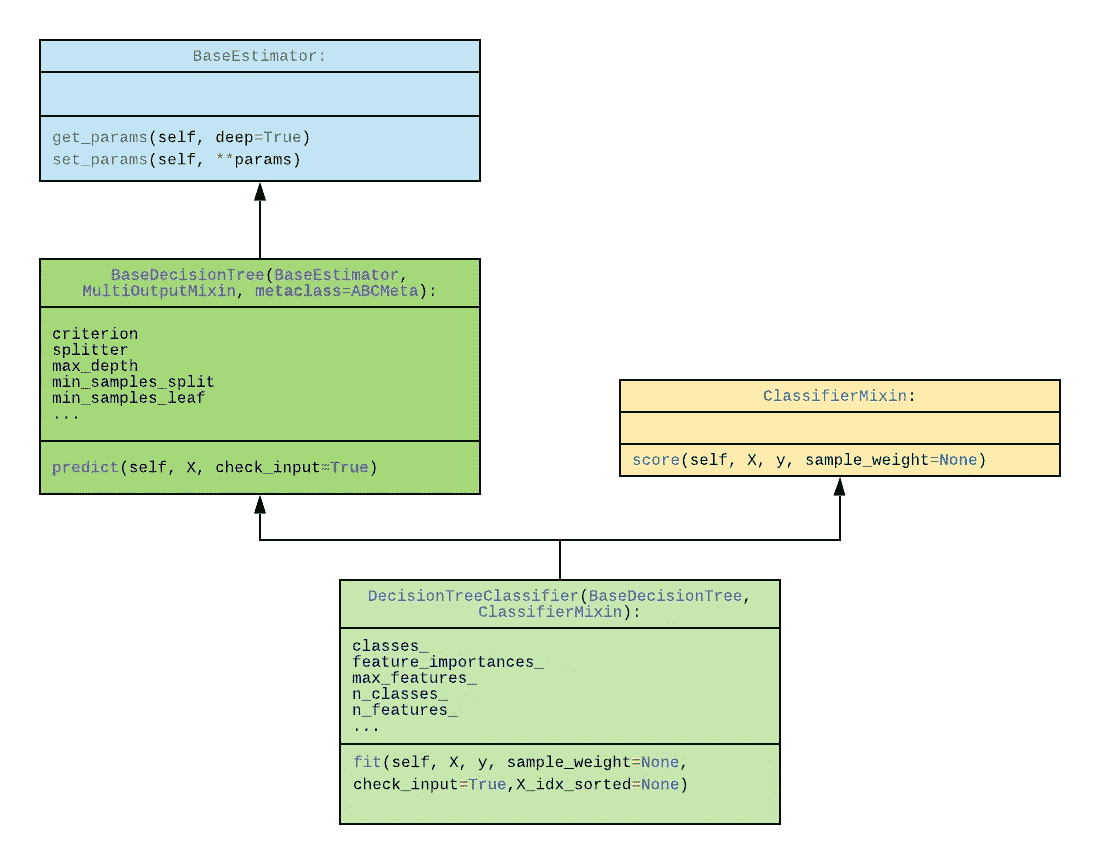 BaseEstimator:
get_params(self, deep=True)
set_params(self, **params)
BaseDecisionTree(BaseEstimator,
MultiOutputMixin, metaclass=ABCMeta):
criterion
splitter
max_depth
min_samples_split
min_samples_leaf
...
predict(self, X, check_input=True)
ClassifierMixin:
score(self, X, y, sample_weight=None)
DecisionTreeClassifier(BaseDecisionTree,
ClassifierMixin):
classes_
feature_importances_
max_features_
n_classes_
n_features_
...
fit(self, X, y, sample_weight=None,
check_input=True,X_idx_sorted=None)